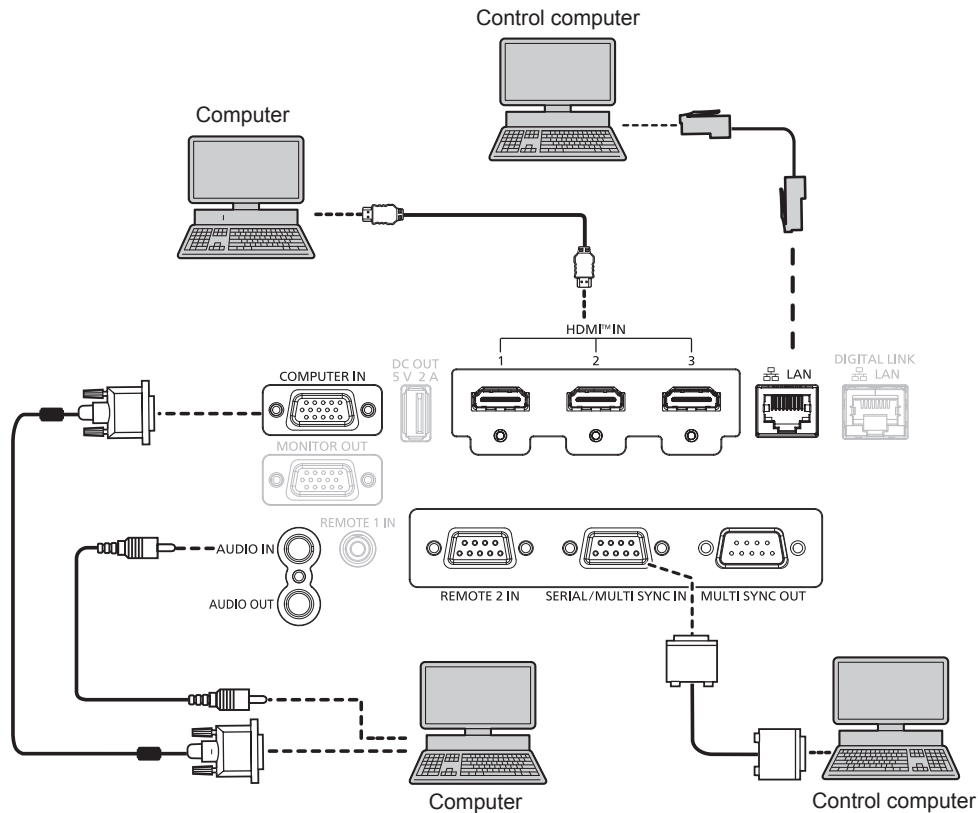 Control computer
Computer
HDMI™ IN
1 2 3
DC OUT
5 V 2 A
COMPUTER IN
LAN
DIGITAL LINK
LAN
MONITOR OUT
REMOTE 1 IN
AUDIO IN
AUDIO OUT
REMOTE 2 IN
SERIAL/MULTI SYNC IN
MULTI SYNC OUT
Computer
Control computer